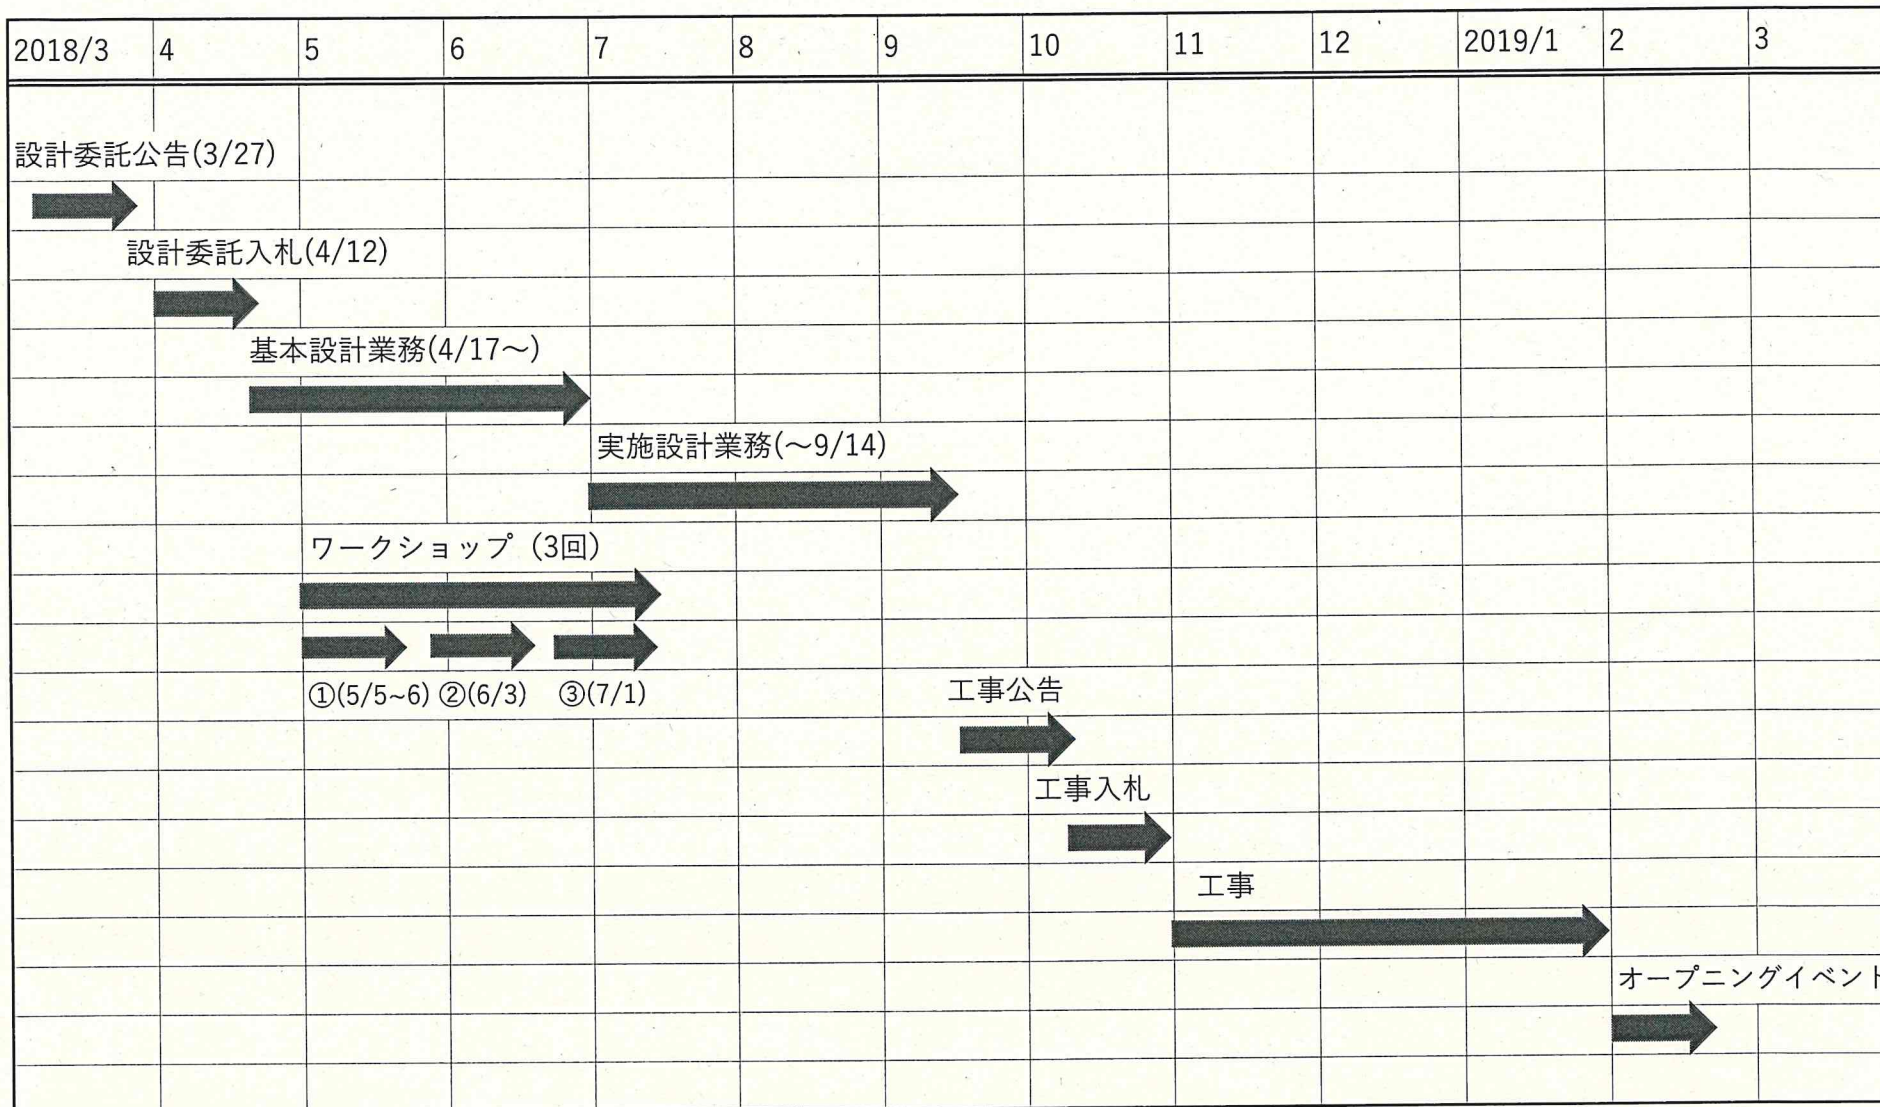 2018/3 4 5 6 7 8 9 10 11 12 2019/1 2 3
設計委託公告(3/27)
設計委託入札(4/12)
基本設計業務(4/17～)
実施設計業務(～9/14)
ワークショップ（3回）
①(5/5~6) ②(6/3) ③(7/1)
工事公告
工事入札
工事
オープニングイベント